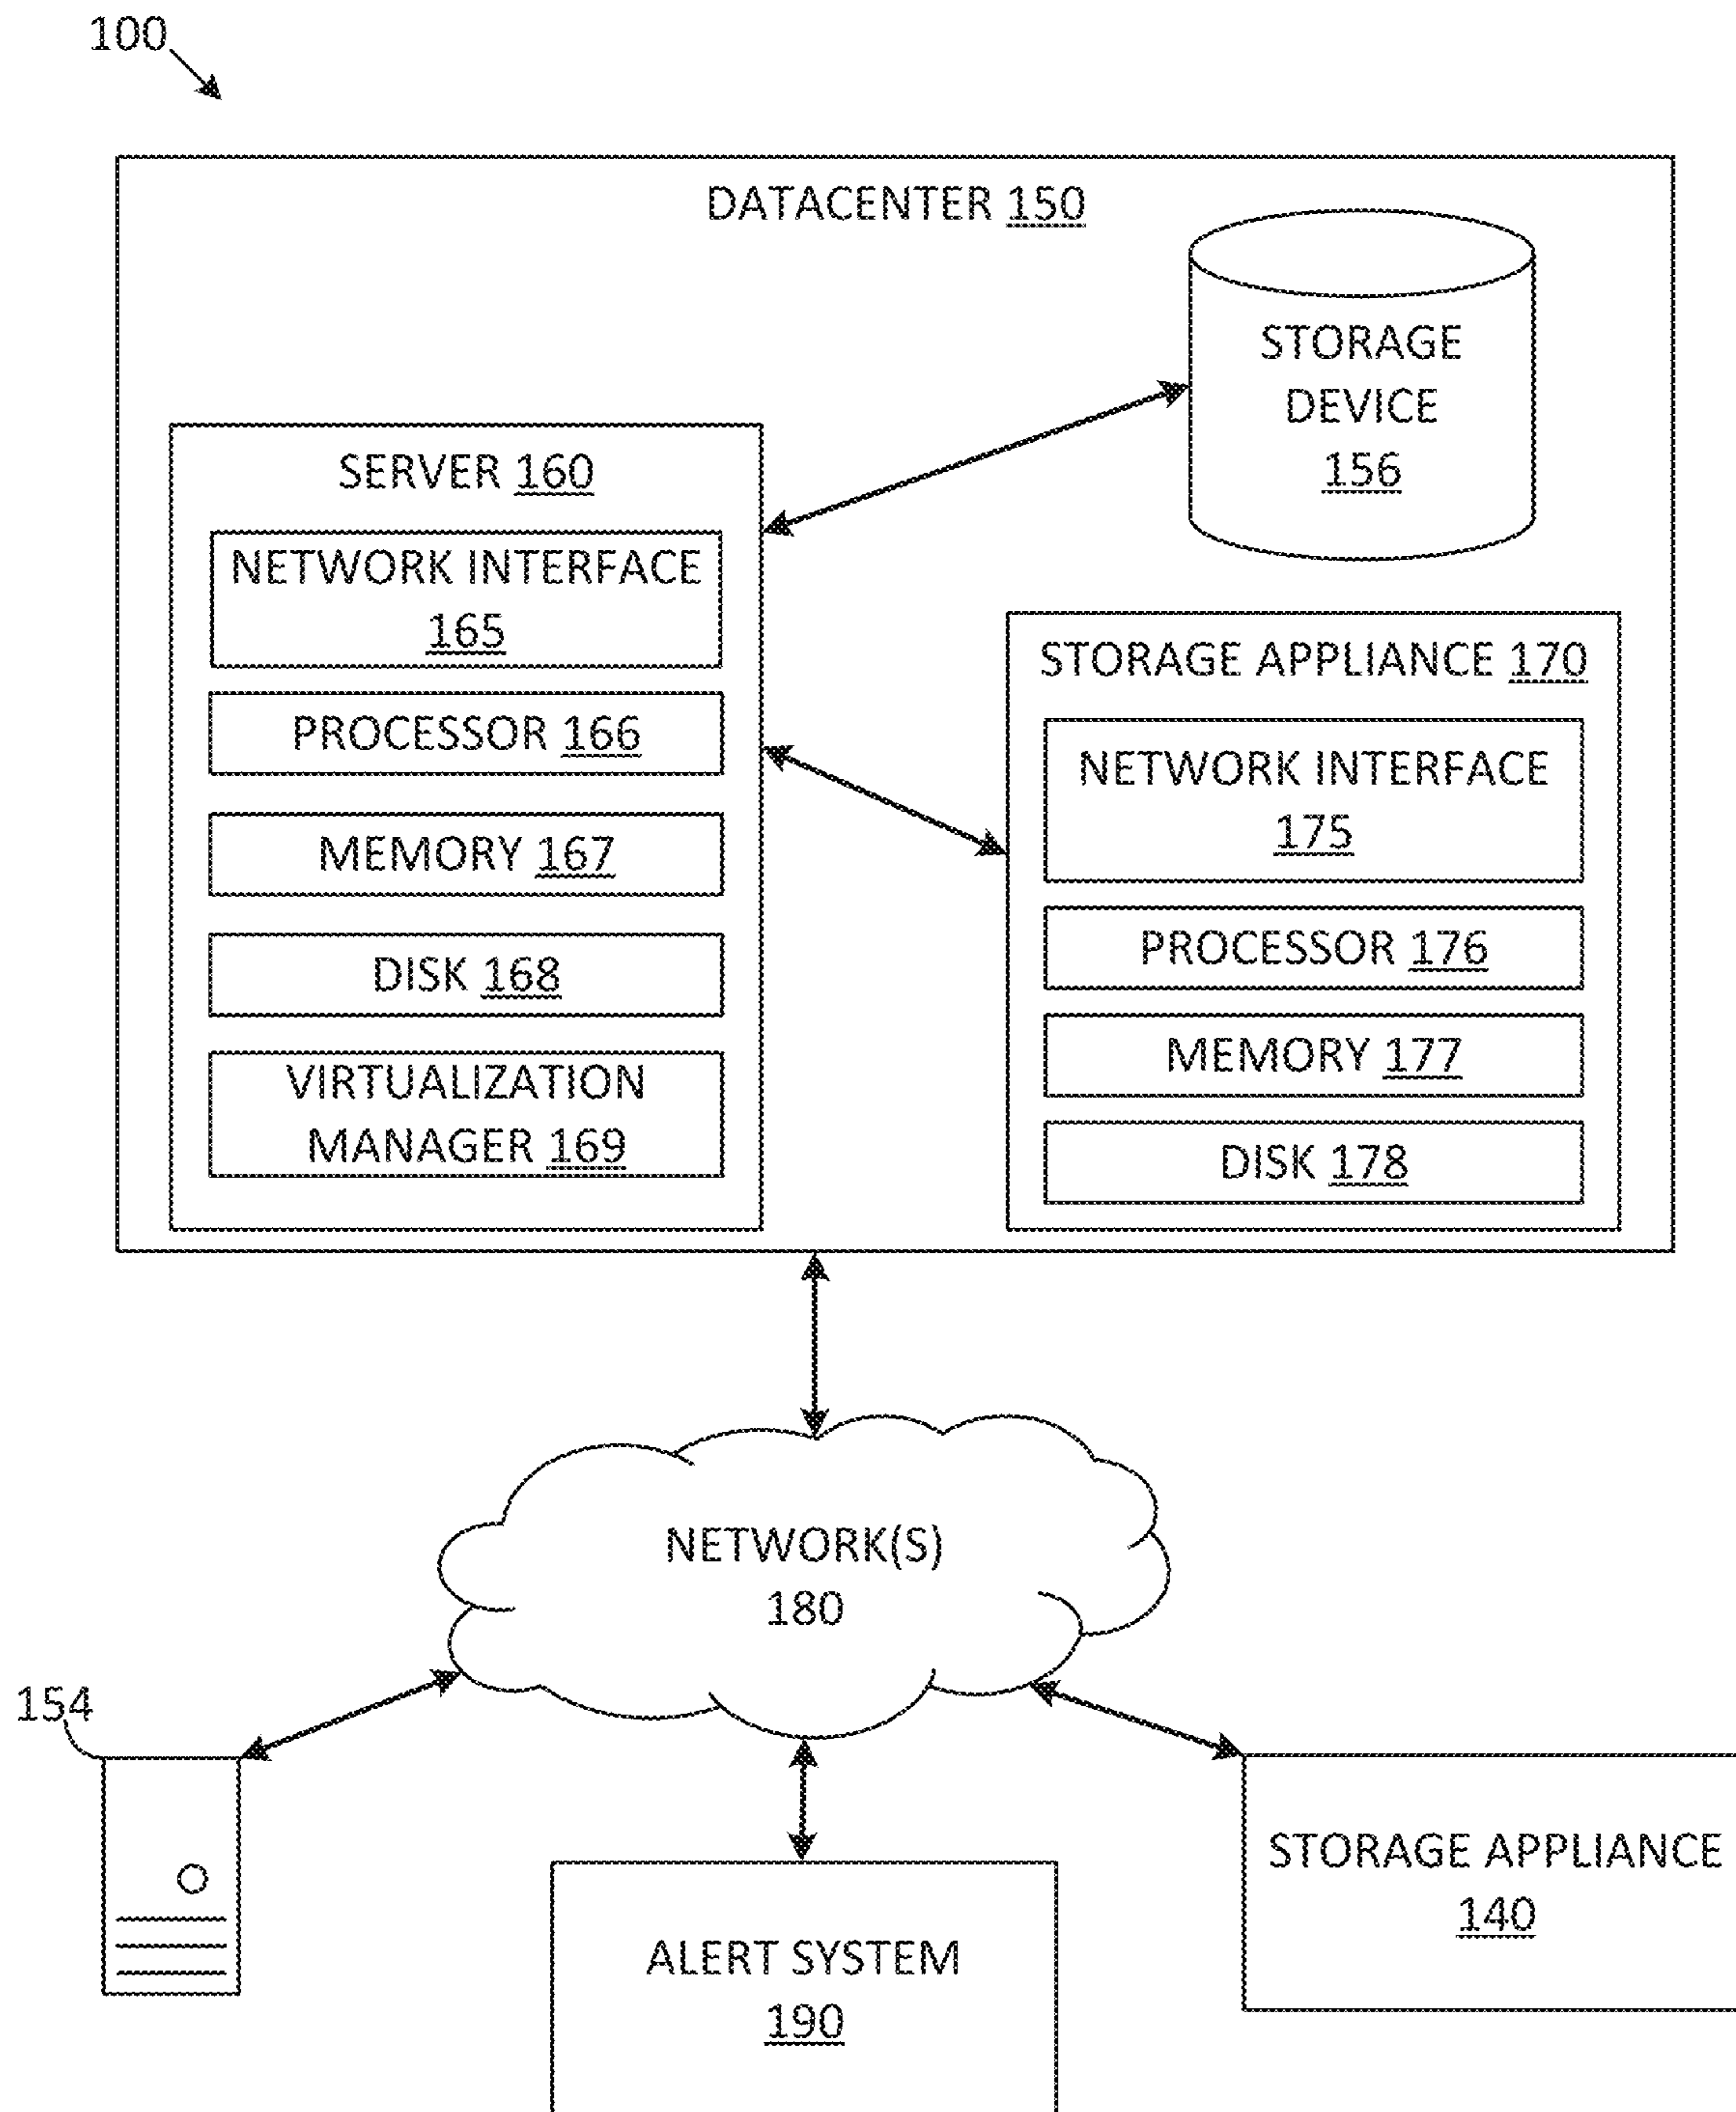 100
DATACENTER 150
STORAGE
DEVICE
156
SERVER 160
NETWORK INTERFACE
165
PROCESSOR 166
MEMORY 167
DISK 168
VIRTUALIZATION
MANAGER 169
STORAGE APPLIANCE 170
NETWORK INTERFACE
175
PROCESSOR 176
MEMORY 177
DISK 178
NETWORK(S)
180
154
ALERT SYSTEM
190
STORAGE APPLIANCE
140